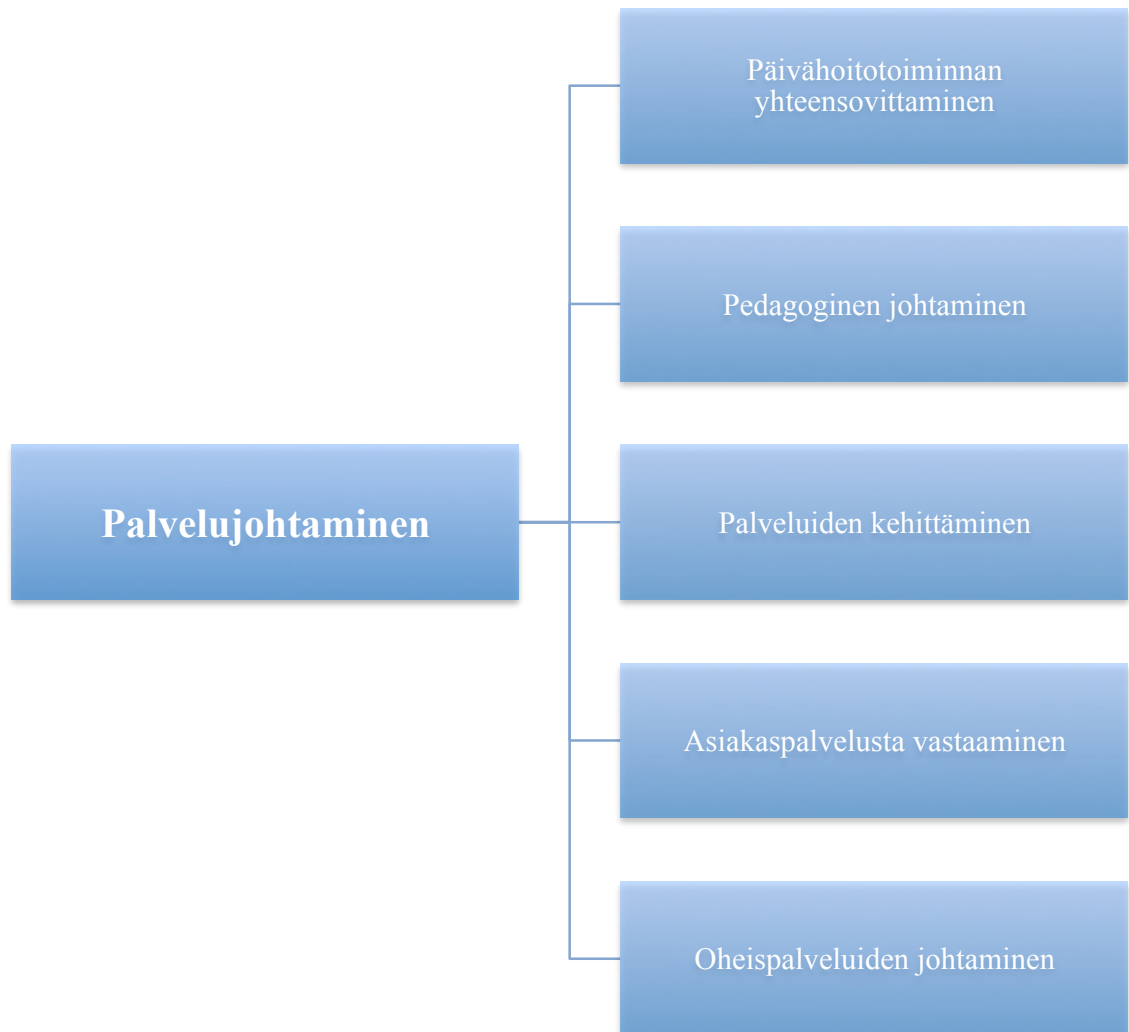 Päivähoitotoiminnan
yhteensovittaminen
Pedagoginen johtaminen
Palvelujohtaminen
Palveluiden kehittäminen
Asiakaspalvelusta vastaaminen
Oheispalveluiden johtaminen